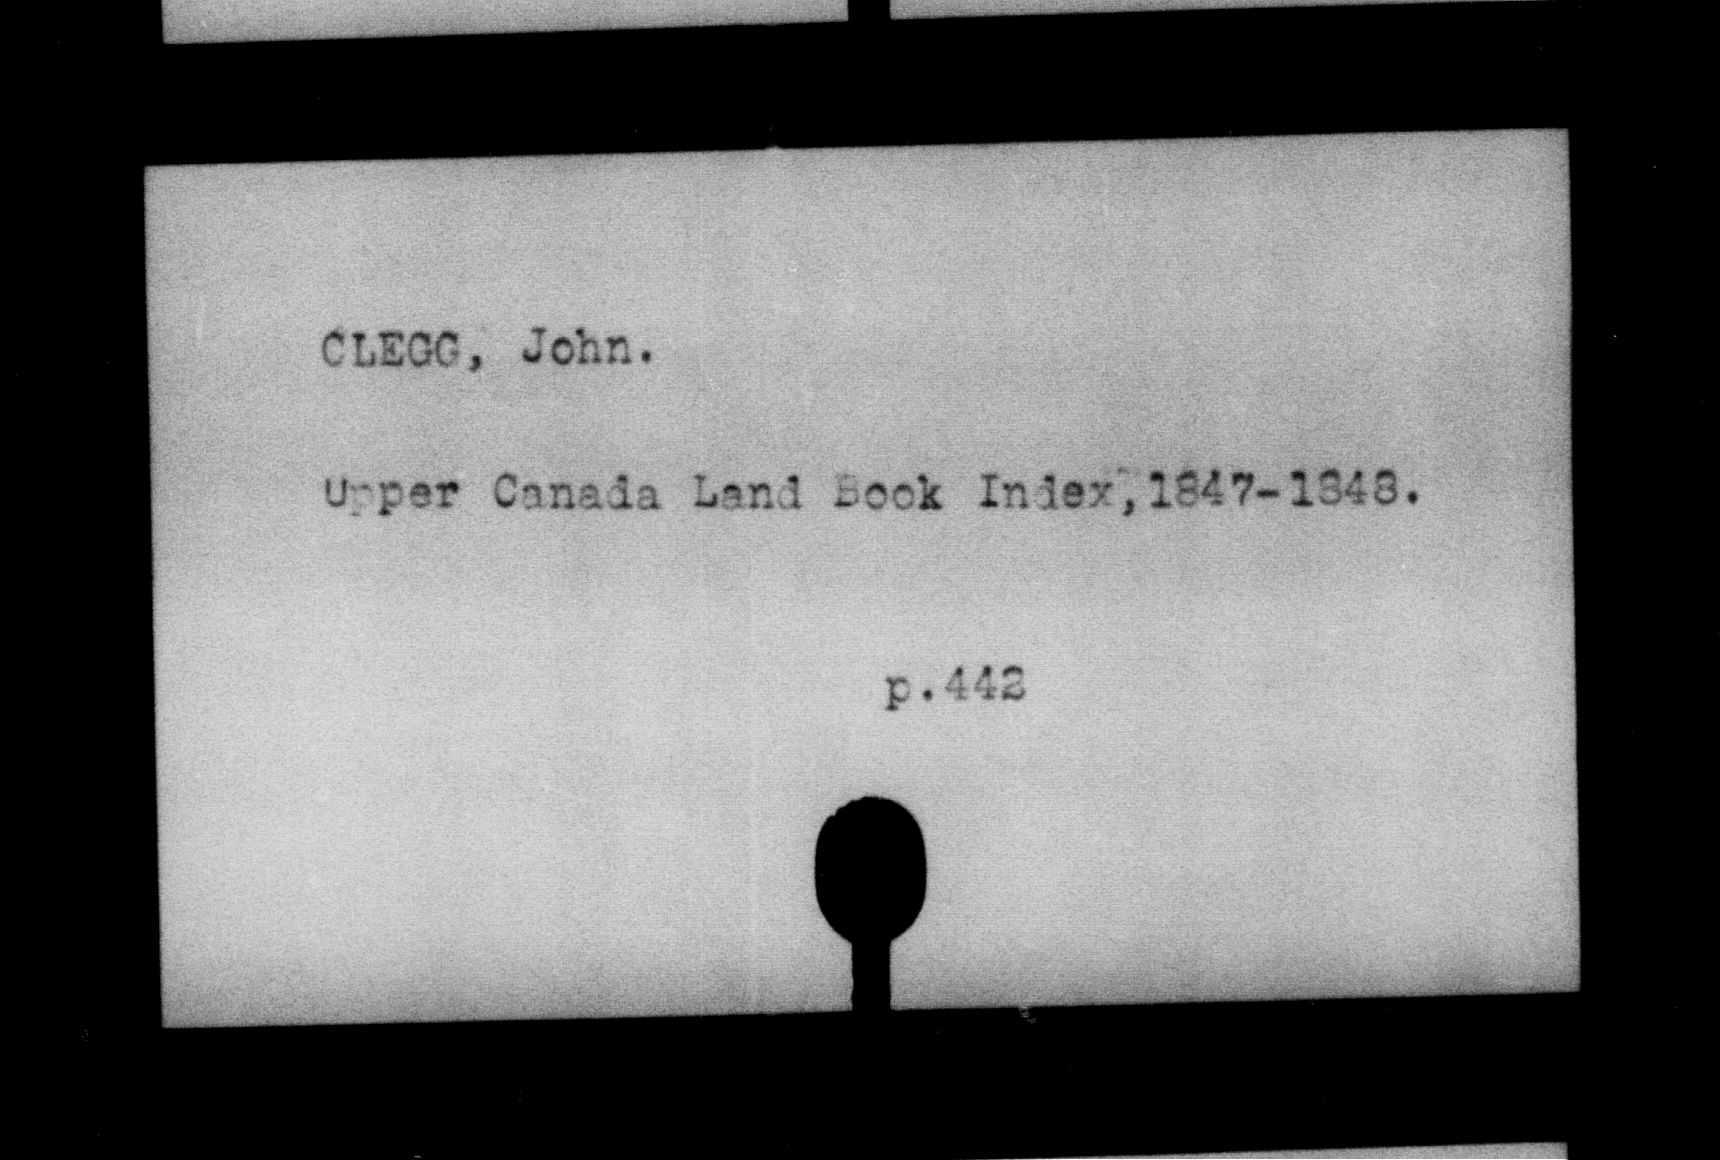 CLEGG, John.
Upper Canada Land Book Index, 1847-1848.
p.442